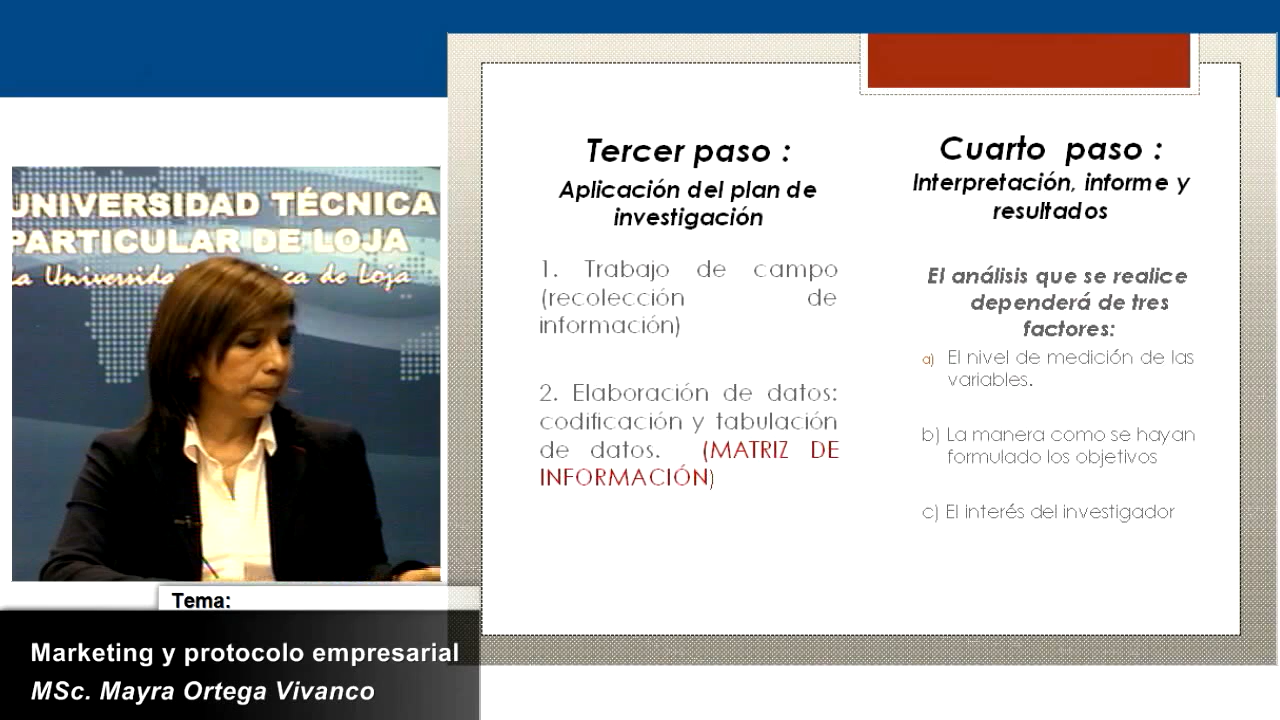 UNIVERSIDAD TÉCNICA
PARTICULAR DE LOJA
de Loja
Tema:
Marketing y protocolo empresarial
MSc. Mayra Ortega Vivanco
Tercer paso :
Aplicación del plan de
investigación
1. Trabajo de campo
(recolección de
información)
2. Elaboración de datos:
codificación y tabulación
de datos. (MATRIZ DE
INFORMACIÓN)
Cuarto paso :
Interpretación, informe y
resultados
El análisis que se realice
dependerá de tres
factores:
a) El nivel de medición de las
variables.
b) La manera como se hayan
formulado los objetivos
c) El interés del investigador